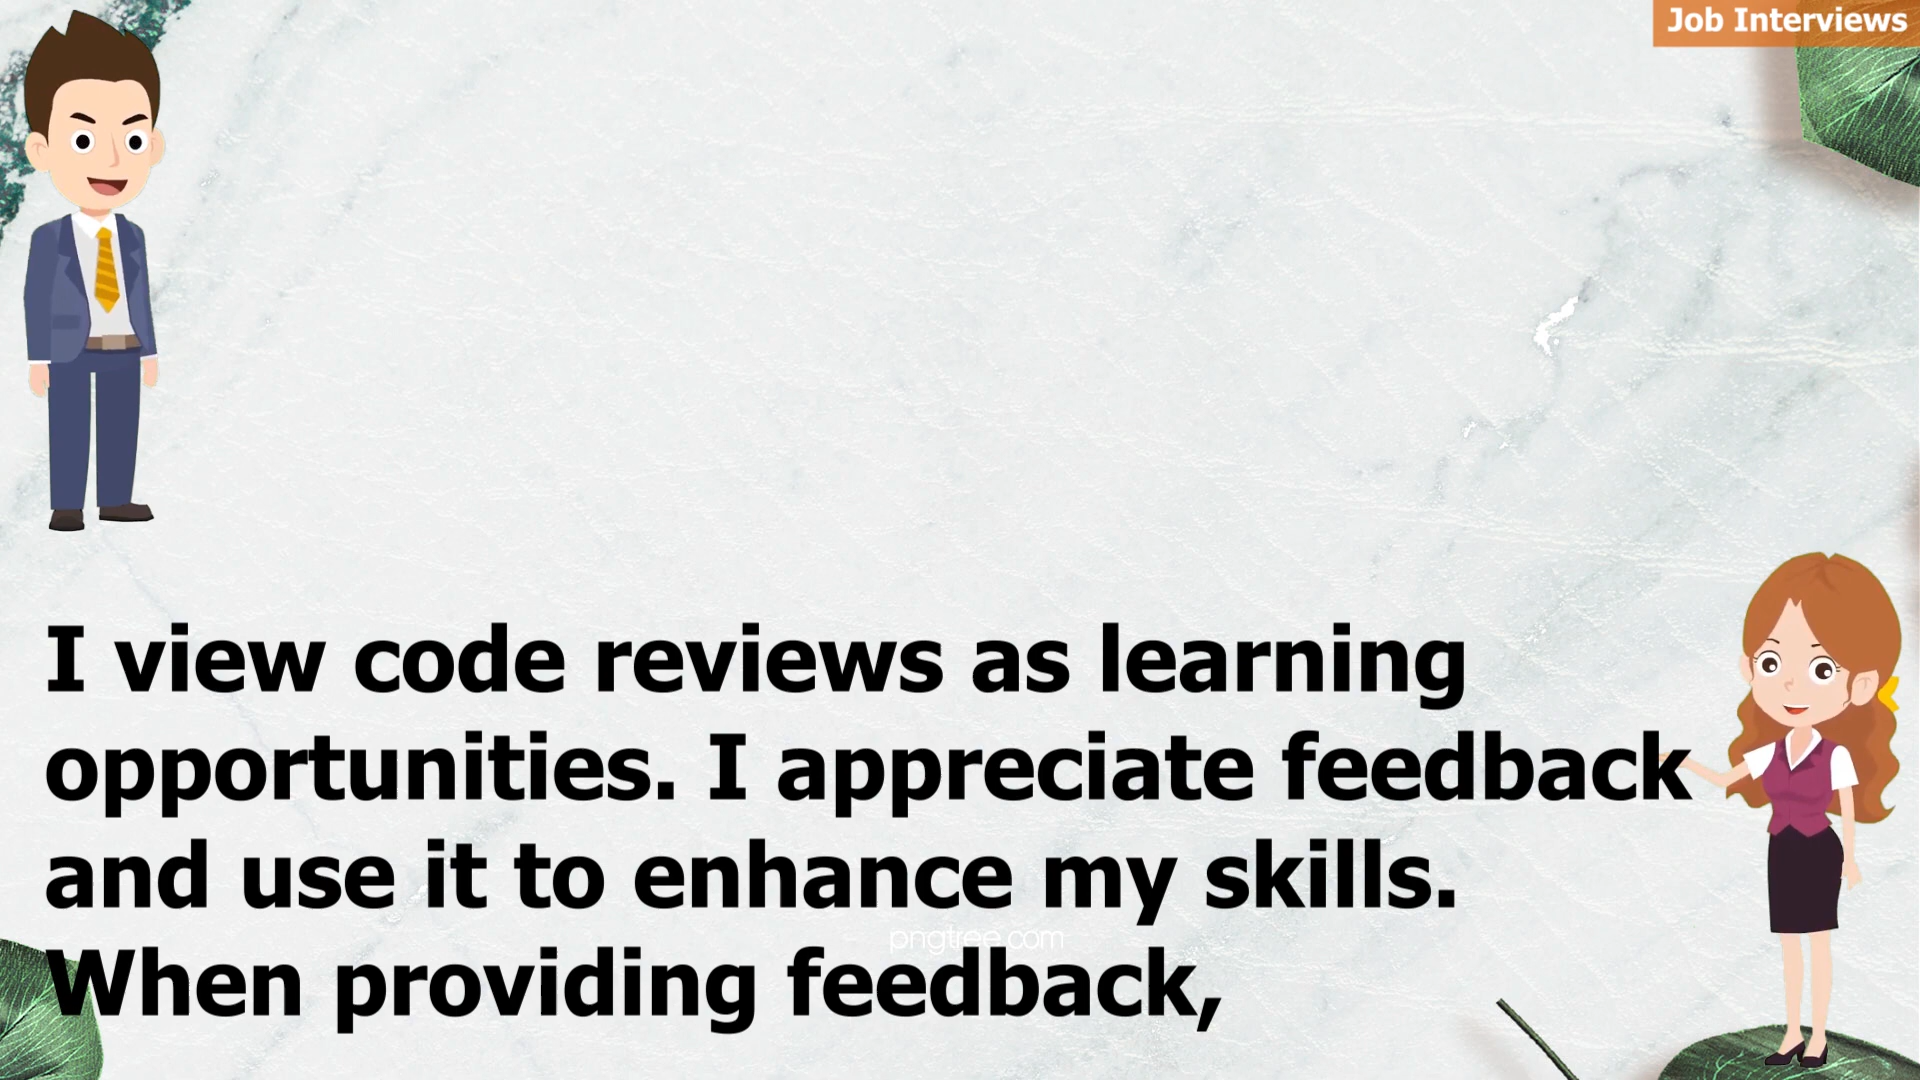 Job Interviews
I view code reviews as learning
opportunities. I appreciate feedback
and use it to enhance my skills.
pngtree.com
When providing feedback,